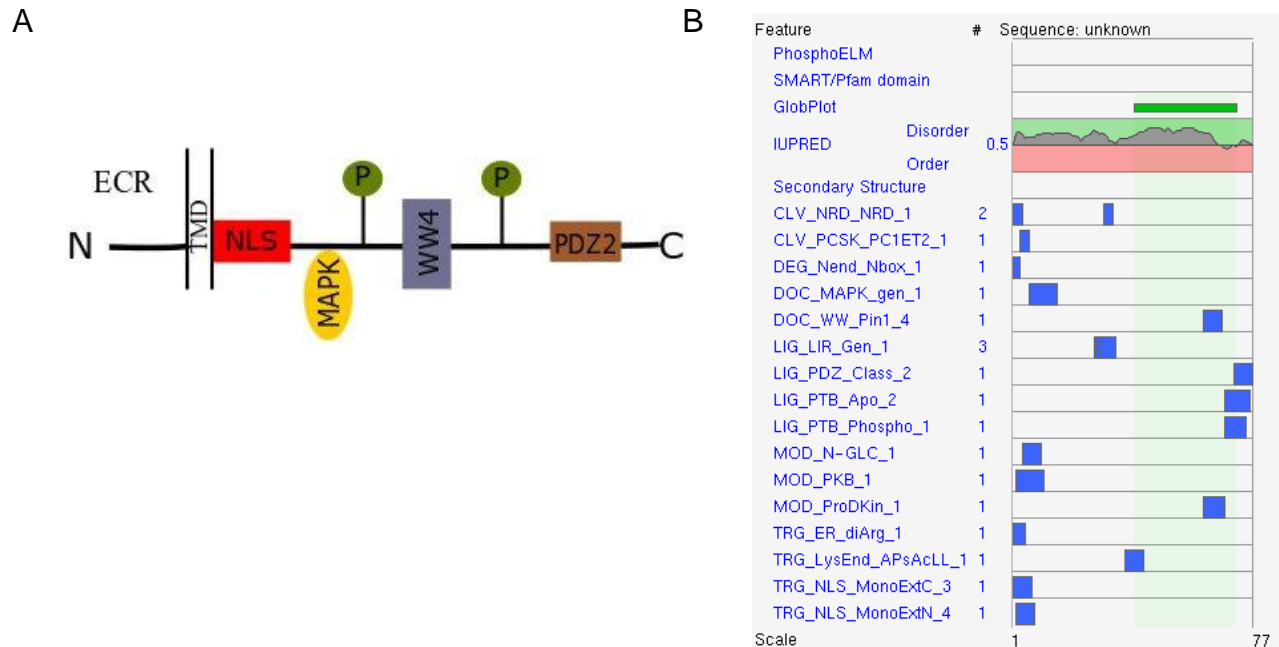 A
B
ECR
N
TMD
NLS
MAPK
P
WW4
P
PDZ2
C
Feature # Sequence: unknown
PhosphoELM
SMART/Pfam domain
GlobPlot
IUPRED Disorder 0.5
Order
Secondary Structure
CLV_NRD_NRD_1 2
CLV_PCSK_PC1ET2_1 1
DEG_Nend_Nbox_1 1
DOC_MAPK_gen_1 1
DOC_WW_Pin1_4 1
LIG_LIR_Gen_1 3
LIG_PDZ_Class_2 1
LIG_PTB_Apo_2 1
LIG_PTB_Phospho_1 1
MOD_N-GLC_1 1
MOD_PKB_1 1
MOD_ProDKin_1 1
TRG_ER_diArg_1 1
TRG_LysEnd_APsAcLL_1 1
TRG_NLS_MonoExtC_3 1
TRG_NLS_MonoExtN_4 1
Scale 1 77